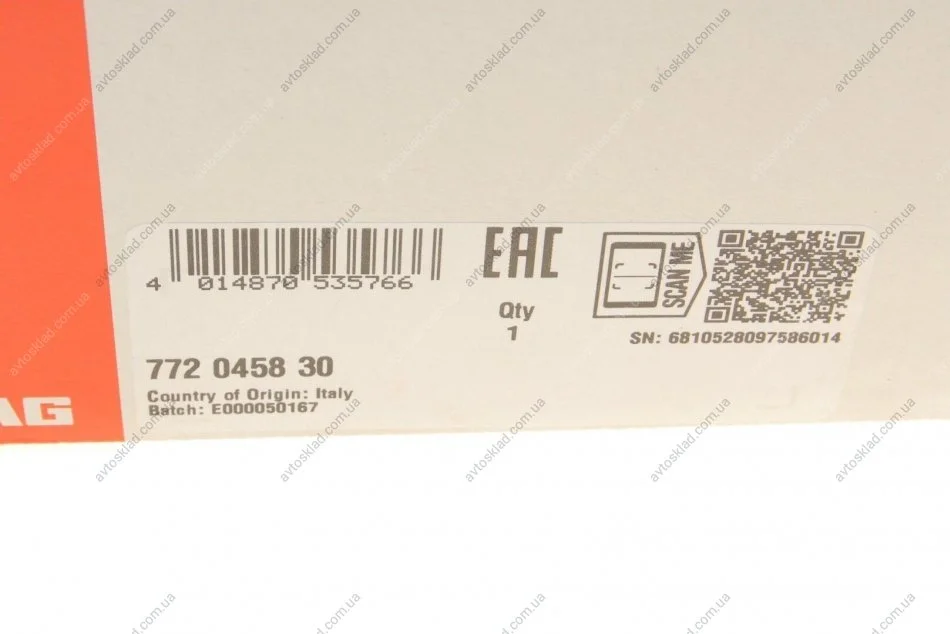 4 014870 535766
EAC
Qty
1
SCAN ME
SN: 6810528097586014
772 0458 30
Country of Origin: Italy
Batch: E000050167
AG
avtosklad.com.ua